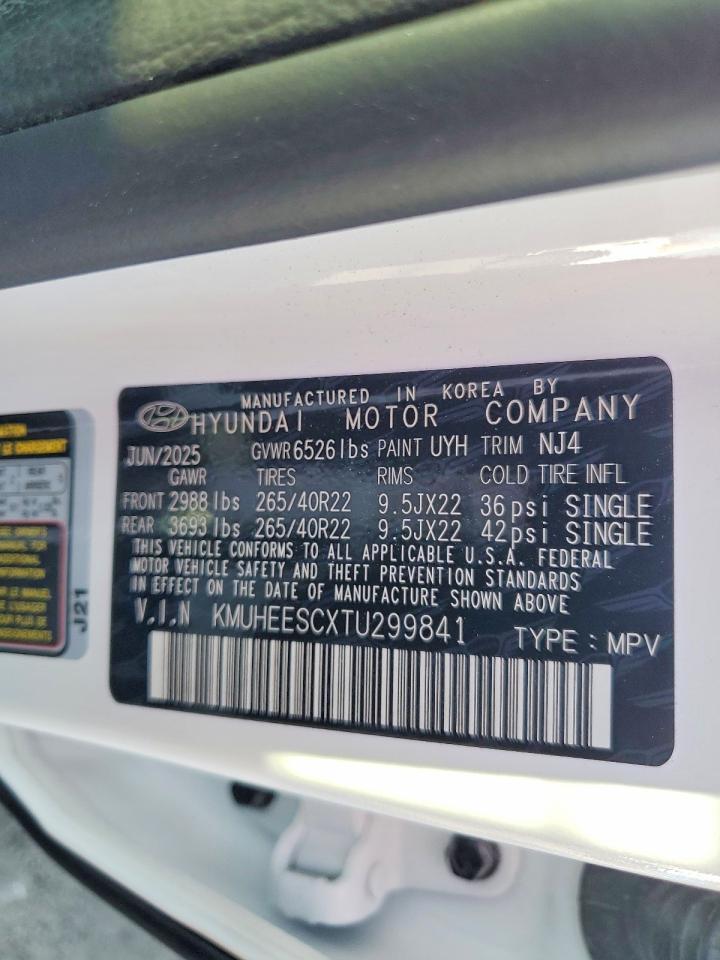 MANUFACTURED IN KOREA BY
HYUNDAI MOTOR COMPANY
JUN/2025 GVWR 6526 lbs PAINT UYH TRIM NJ4
GAWR TIRES RIMS COLD TIRE INFL
FRONT 2988 lbs 265/40R22 9.5JX22 36 psi SINGLE
REAR 3693 lbs 265/40R22 9.5JX22 42 psi SINGLE
THIS VEHICLE CONFORMS TO ALL APPLICABLE U.S.A. FEDERAL
MOTOR VEHICLE SAFETY AND THEFT PREVENTION STANDARDS
IN EFFECT ON THE DATE OF MANUFACTURE SHOWN ABOVE
V.I.N KMUHEESCXTU299841 TYPE : MPV
J21